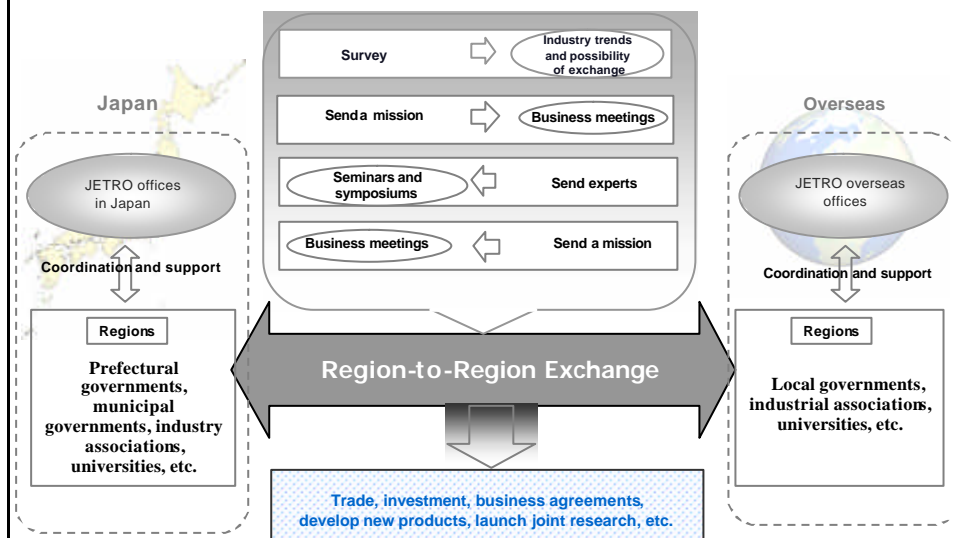 Survey
Industry trends
and possibility
of exchange
Send a mission
Business meetings
Seminars and
symposiums
Send experts
Business meetings
Send a mission
Japan
JETRO offices
in Japan
Coordination and support
Regions
Prefectural
governments,
municipal
governments, industry
associations,
universities, etc.
Region-to-Region Exchange
Overseas
JETRO overseas
offices
Coordination and support
Regions
Local governments,
industrial associations,
universities, etc.
Trade, investment, business agreements,
develop new products, launch joint research, etc.